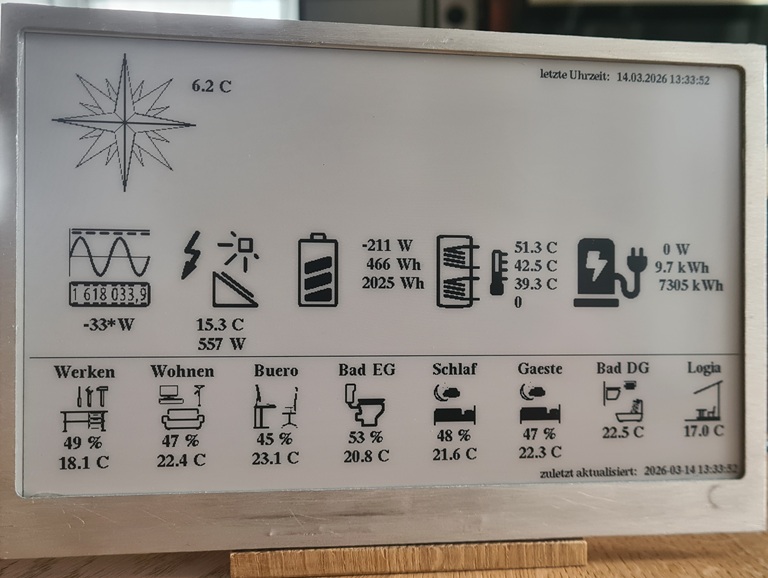 letzte Uhrzeit: 14.03.2026 13:33:52
6.2 C
1 618 033,9
-33*W
15.3 C
557 W
-211 W
466 Wh
2025 Wh
51.3 C
42.5 C
39.3 C
0
0 W
9.7 kWh
7305 kWh
Werken
49 %
18.1 C
Wohnen
47 %
22.4 C
Buero
45 %
23.1 C
Bad EG
53 %
20.8 C
Schlaf
48 %
21.6 C
Gaeste
47 %
22.3 C
Bad DG
22.5 C
Logia
17.0 C
zuletzt aktualisiert: 2026-03-14 13:33:52